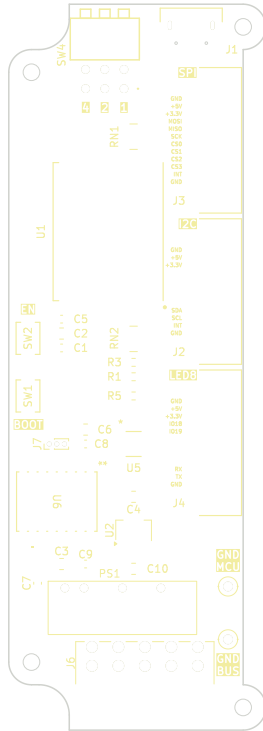 J1
SW4
SPI
GND
+5V
+3.3V
MOSI
MISO
SCK
CS0
CS1
CS2
CS3
INT
GND
4 2 1
RN1
J3
U1
I2C
GND
+5V
+3.3V
SDA
SCL
INT
GND
EN
C5
C2
C1
SW2
RN2
J2
R3
R1
LED8
R5
SW1
GND
+5V
+3.3V
IO18
IO19
BOOT
J7
C6
C8
U5
5V
TX
GND
U6
C4
J4
U2
C3
C9
GND
MCU
C7
PS1
C10
J6
GND
BUS